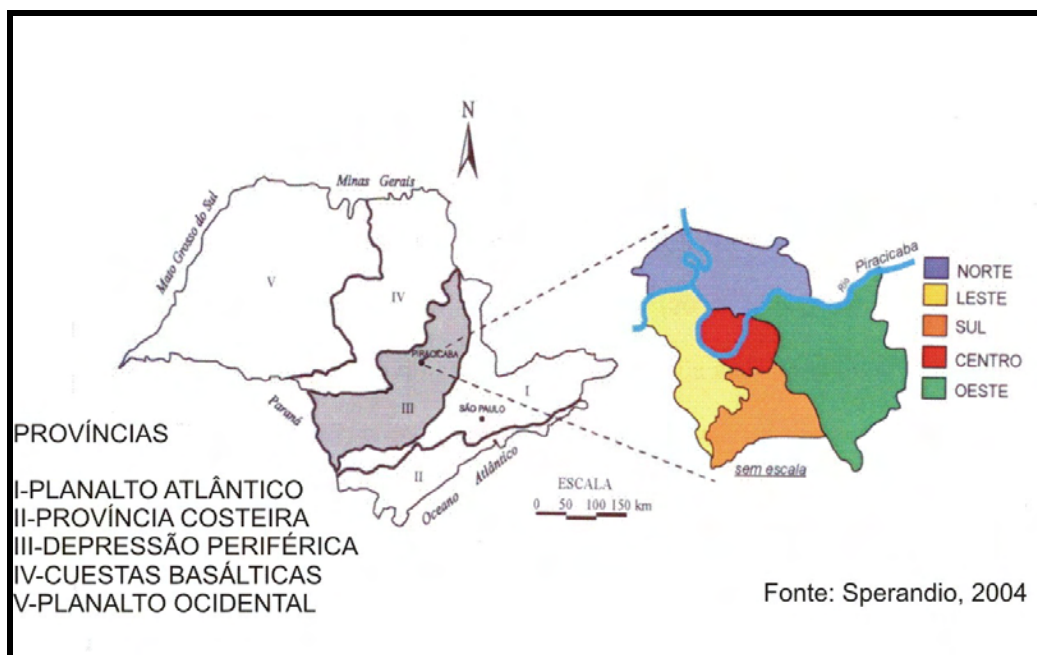 N
Minas Gerais
Mato Grosso do Sul
V
IV
PIRACICABA
III
I
SÃO PAULO
Paraná
II
Oceano Atlântico
ESCALA
0 50 100 150 km
Rio Piracicaba
NORTE
LESTE
SUL
CENTRO
OESTE
sem escala
PROVÍNCIAS
I-PLANALTO ATLÂNTICO
II-PROVÍNCIA COSTEIRA
III-DEPRESSÃO PERIFÉRICA
IV-CUESTAS BASÁLTICAS
V-PLANALTO OCIDENTAL
Fonte: Sperandio, 2004